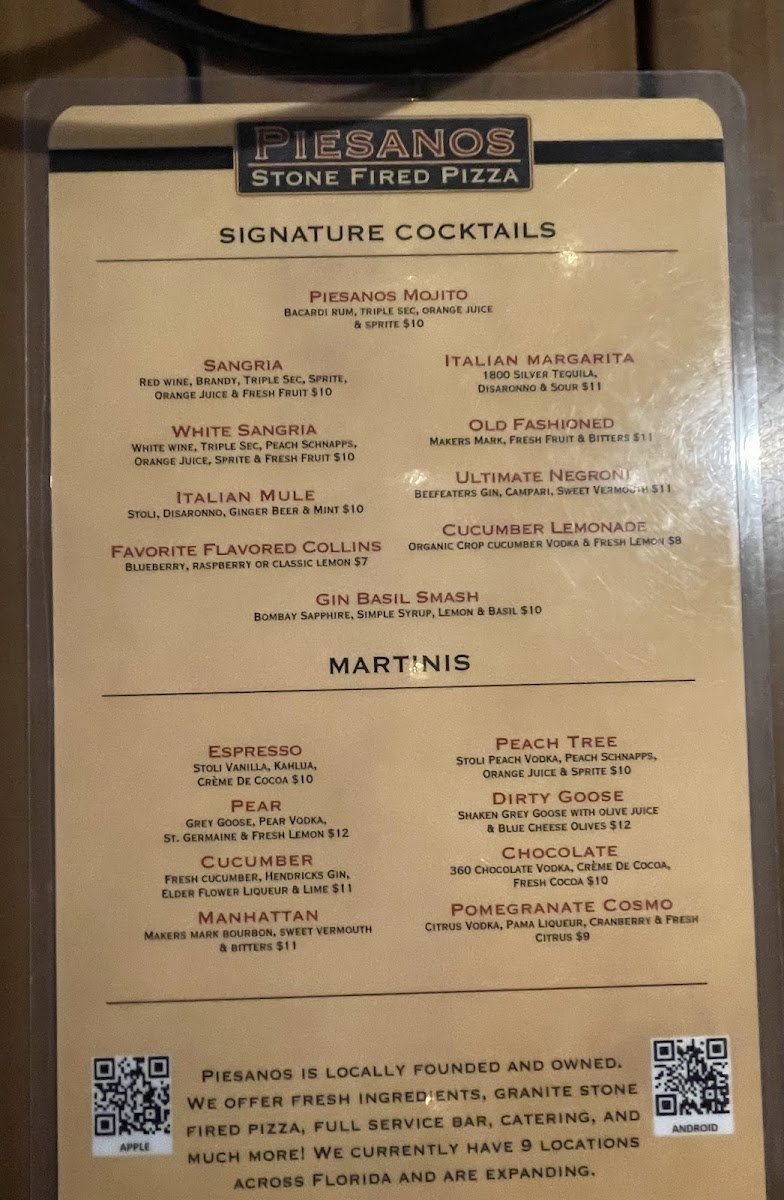 PIESANOS
STONE FIRED PIZZA
SIGNATURE COCKTAILS
PIESANOS MOJITO
BACARDI RUM, TRIPLE SEC, ORANGE JUICE
& SPRITE $10
SANGRIA
RED WINE, BRANDY, TRIPLE SEC, SPRITE,
ORANGE JUICE & FRESH FRUIT $10
WHITE SANGRIA
WHITE WINE, TRIPLE SEC, PEACH SCHNAPPS,
ORANGE JUICE, SPRITE & FRESH FRUIT $10
ITALIAN MULE
STOLI, DISARONNO, GINGER BEER & MINT $10
FAVORITE FLAVORED COLLINS
BLUEBERRY, RASPBERRY OR CLASSIC LEMON $7
ITALIAN MARGARITA
1800 SILVER TEQUILA,
DISARONNO & SOUR $11
OLD FASHIONED
MAKERS MARK, FRESH FRUIT & BITTERS $11
ULTIMATE NEGRONI
BEEFEATERS GIN, CAMPARI, SWEET VERMOUTH $11
CUCUMBER LEMONADE
ORGANIC CROP CUCUMBER VODKA & FRESH LEMON $8
GIN BASIL SMASH
BOMBAY SAPPHIRE, SIMPLE SYRUP, LEMON & BASIL $10
MARTINIS
ESPRESSO
STOLI VANILLA, KAHLUA,
CRÈME DE COCOA $10
PEAR
GREY GOOSE, PEAR VODKA,
ST. GERMAINE & FRESH LEMON $12
CUCUMBER
FRESH CUCUMBER, HENDRICKS GIN,
ELDER FLOWER LIQUEUR & LIME $11
MANHATTAN
MAKERS MARK BOURBON, SWEET VERMOUTH
& BITTERS $11
PEACH TREE
STOLI PEACH VODKA, PEACH SCHNAPPS,
ORANGE JUICE & SPRITE $10
DIRTY GOOSE
SHAKEN GREY GOOSE WITH OLIVE JUICE
& BLUE CHEESE OLIVES $12
CHOCOLATE
360 CHOCOLATE VODKA, CRÈME DE COCOA,
FRESH COCOA $10
POMEGRANATE COSMO
CITRUS VODKA, PAMA LIQUEUR, CRANBERRY & FRESH
CITRUS $9
PIESANOS IS LOCALLY FOUNDED AND OWNED.
WE OFFER FRESH INGREDIENTS, GRANITE STONE
FIRED PIZZA, FULL SERVICE BAR, CATERING, AND
MUCH MORE! WE CURRENTLY HAVE 9 LOCATIONS
ACROSS FLORIDA AND ARE EXPANDING.
APPLE
ANDROID